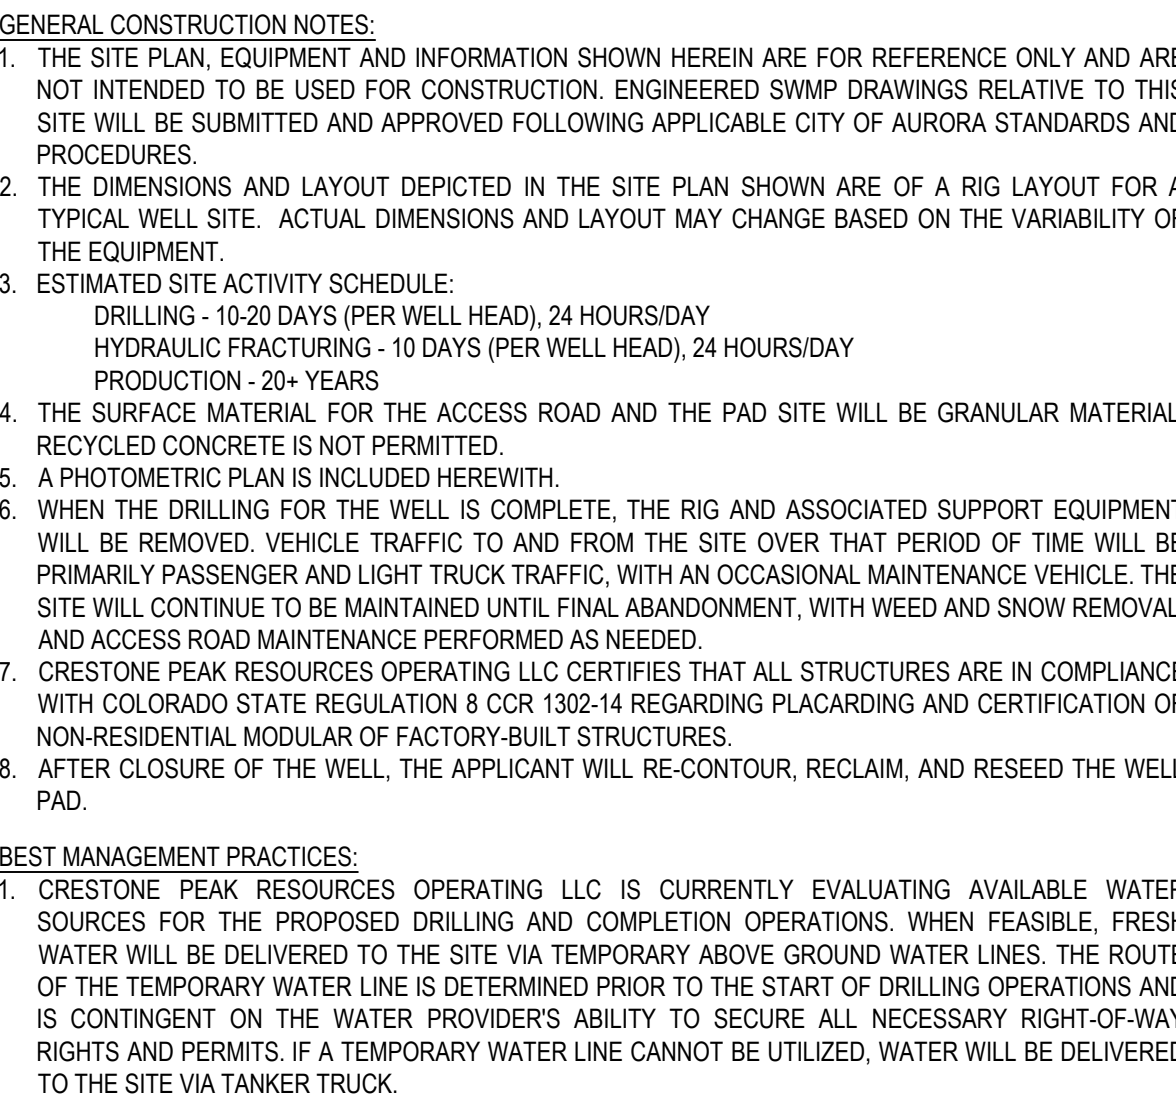 GENERAL CONSTRUCTION NOTES:
1. THE SITE PLAN, EQUIPMENT AND INFORMATION SHOWN HEREIN ARE FOR REFERENCE ONLY AND ARE
NOT INTENDED TO BE USED FOR CONSTRUCTION. ENGINEERED SWMP DRAWINGS RELATIVE TO THIS
SITE WILL BE SUBMITTED AND APPROVED FOLLOWING APPLICABLE CITY OF AURORA STANDARDS AND
PROCEDURES.
2. THE DIMENSIONS AND LAYOUT DEPICTED IN THE SITE PLAN SHOWN ARE OF A RIG LAYOUT FOR A
TYPICAL WELL SITE. ACTUAL DIMENSIONS AND LAYOUT MAY CHANGE BASED ON THE VARIABILITY OF
THE EQUIPMENT.
3. ESTIMATED SITE ACTIVITY SCHEDULE:
DRILLING - 10-20 DAYS (PER WELL HEAD), 24 HOURS/DAY
HYDRAULIC FRACTURING - 10 DAYS (PER WELL HEAD), 24 HOURS/DAY
PRODUCTION - 20+ YEARS
4. THE SURFACE MATERIAL FOR THE ACCESS ROAD AND THE PAD SITE WILL BE GRANULAR MATERIAL
RECYCLED CONCRETE IS NOT PERMITTED.
5. A PHOTOMETRIC PLAN IS INCLUDED HEREWITH.
6. WHEN THE DRILLING FOR THE WELL IS COMPLETE, THE RIG AND ASSOCIATED SUPPORT EQUIPMENT
WILL BE REMOVED. VEHICLE TRAFFIC TO AND FROM THE SITE OVER THAT PERIOD OF TIME WILL BE
PRIMARILY PASSENGER AND LIGHT TRUCK TRAFFIC, WITH AN OCCASIONAL MAINTENANCE VEHICLE. THE
SITE WILL CONTINUE TO BE MAINTAINED UNTIL FINAL ABANDONMENT, WITH WEED AND SNOW REMOVAL
AND ACCESS ROAD MAINTENANCE PERFORMED AS NEEDED.
7. CRESTONE PEAK RESOURCES OPERATING LLC CERTIFIES THAT ALL STRUCTURES ARE IN COMPLIANCE
WITH COLORADO STATE REGULATION 8 CCR 1302-14 REGARDING PLACARDING AND CERTIFICATION OF
NON-RESIDENTIAL MODULAR OF FACTORY-BUILT STRUCTURES.
8. AFTER CLOSURE OF THE WELL, THE APPLICANT WILL RE-CONTOUR, RECLAIM, AND RESEED THE WELL
PAD.
BEST MANAGEMENT PRACTICES:
1. CRESTONE PEAK RESOURCES OPERATING LLC IS CURRENTLY EVALUATING AVAILABLE WATER
SOURCES FOR THE PROPOSED DRILLING AND COMPLETION OPERATIONS. WHEN FEASIBLE, FRESH
WATER WILL BE DELIVERED TO THE SITE VIA TEMPORARY ABOVE GROUND WATER LINES. THE ROUTE
OF THE TEMPORARY WATER LINE IS DETERMINED PRIOR TO THE START OF DRILLING OPERATIONS AND
IS CONTINGENT ON THE WATER PROVIDER'S ABILITY TO SECURE ALL NECESSARY RIGHT-OF-WAY
RIGHTS AND PERMITS. IF A TEMPORARY WATER LINE CANNOT BE UTILIZED, WATER WILL BE DELIVERED
TO THE SITE VIA TANKER TRUCK.